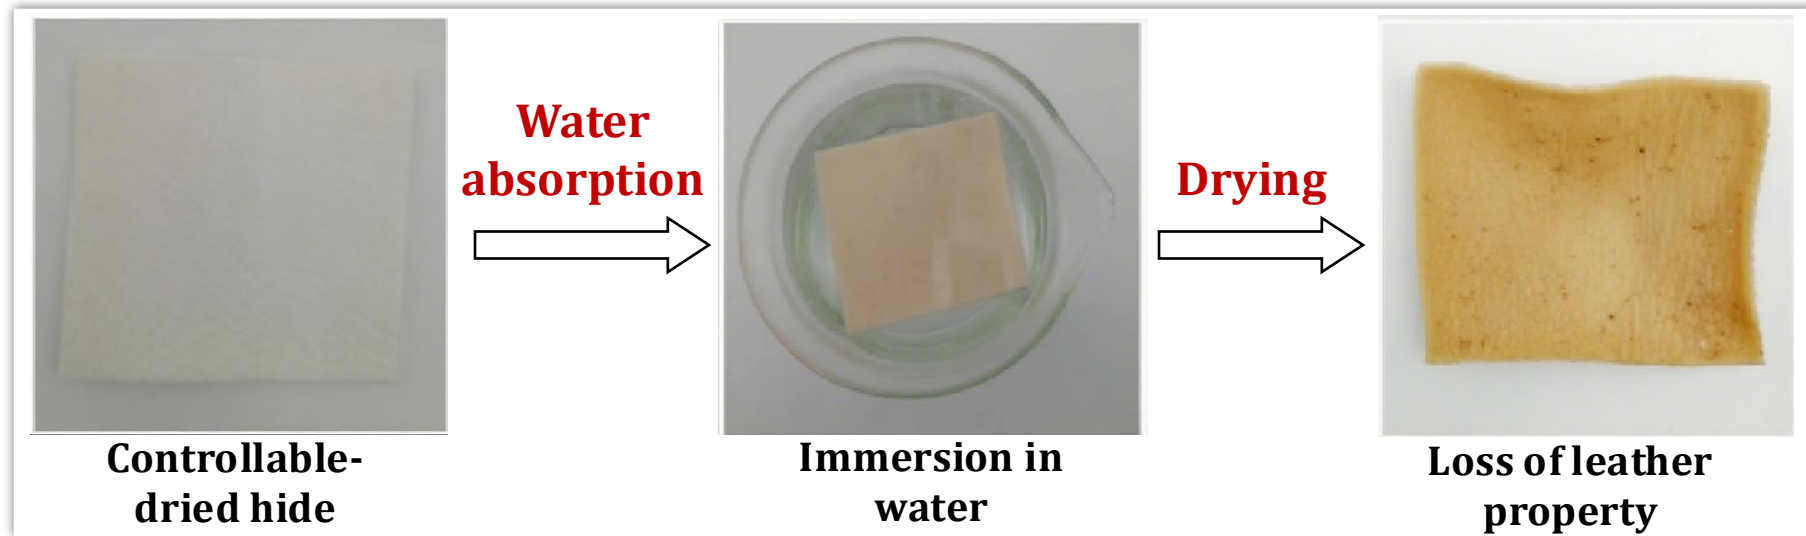 Water
absorption
Drying
Controllable-
dried hide
Immersion in
water
Loss of leather
property